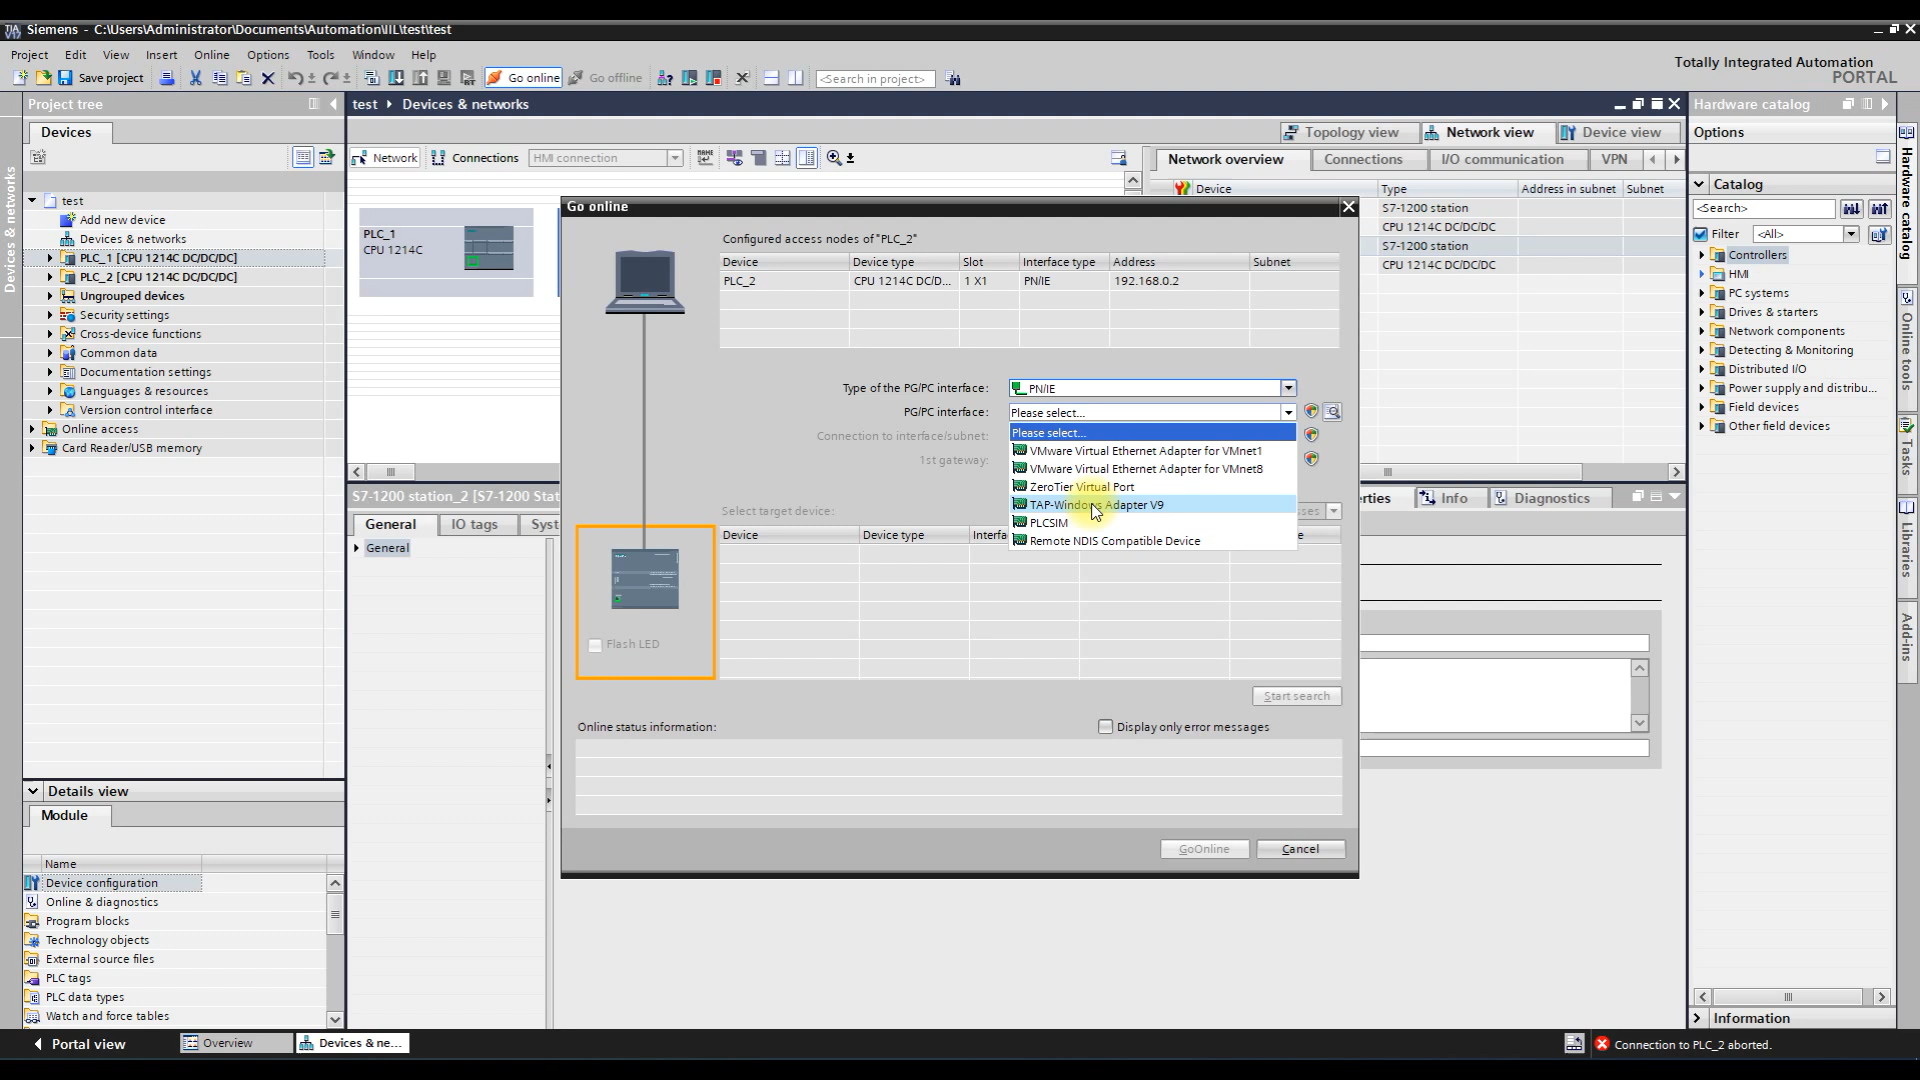 Siemens - C:\Users\Administrator\Documents\Automation\IIL\test\test
Project Edit View Insert Online Options Tools Window Help
Totally Integrated Automation
PORTAL
Save project
Go online
Go offline
<Search in project>
Project tree
test ▸ Devices & networks
Hardware catalog
Devices
Topology view
Network view
Device view
Options
Network
Connections
HMI connection
Network overview
Connections
I/O communication
VPN
Device
Type
Address in subnet
Subnet
S7-1200 station
CPU 1214C DC/DC/DC
S7-1200 station
CPU 1214C DC/DC/DC
test
Add new device
Devices & networks
PLC_1 [CPU 1214C DC/DC/DC]
PLC_2 [CPU 1214C DC/DC/DC]
Ungrouped devices
Security settings
Cross-device functions
Common data
Documentation settings
Languages & resources
Version control interface
Online access
Card Reader/USB memory
Devices & networks
PLC_1
CPU 1214C
Go online
Configured access nodes of "PLC_2"
Device Device type Slot Interface type Address Subnet
PLC_2 CPU 1214C DC/D... 1 X1 PN/IE 192.168.0.2
Type of the PG/PC interface: PN/IE
PG/PC interface: Please select...
Connection to interface/subnet:
1st gateway:
Please select...
VMware Virtual Ethernet Adapter for VMnet1
VMware Virtual Ethernet Adapter for VMnet8
ZeroTier Virtual Port
TAP-Windows Adapter V9
PLCSIM
Remote NDIS Compatible Device
Select target device:
Device Device type
Flash LED
Start search
Online status information:
Display only error messages
GoOnline
Cancel
S7-1200 station_2 [S7-1200 Stat
General
IO tags
Syst
General
Info
Diagnostics
Catalog
<Search>
Filter
<All>
Controllers
HMI
PC systems
Drives & starters
Network components
Detecting & Monitoring
Distributed I/O
Power supply and distribu...
Field devices
Other field devices
Information
Hardware catalog
Online tools
Tasks
Libraries
Add-ins
Details view
Module
Name
Device configuration
Online & diagnostics
Program blocks
Technology objects
External source files
PLC tags
PLC data types
Watch and force tables
Portal view
Overview
Devices & ne...
Connection to PLC_2 aborted.